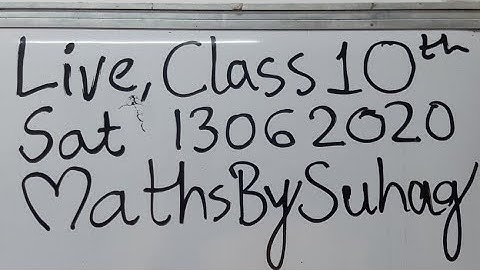 Live, Class 10th
Sat 13062020
MathsBySuhag